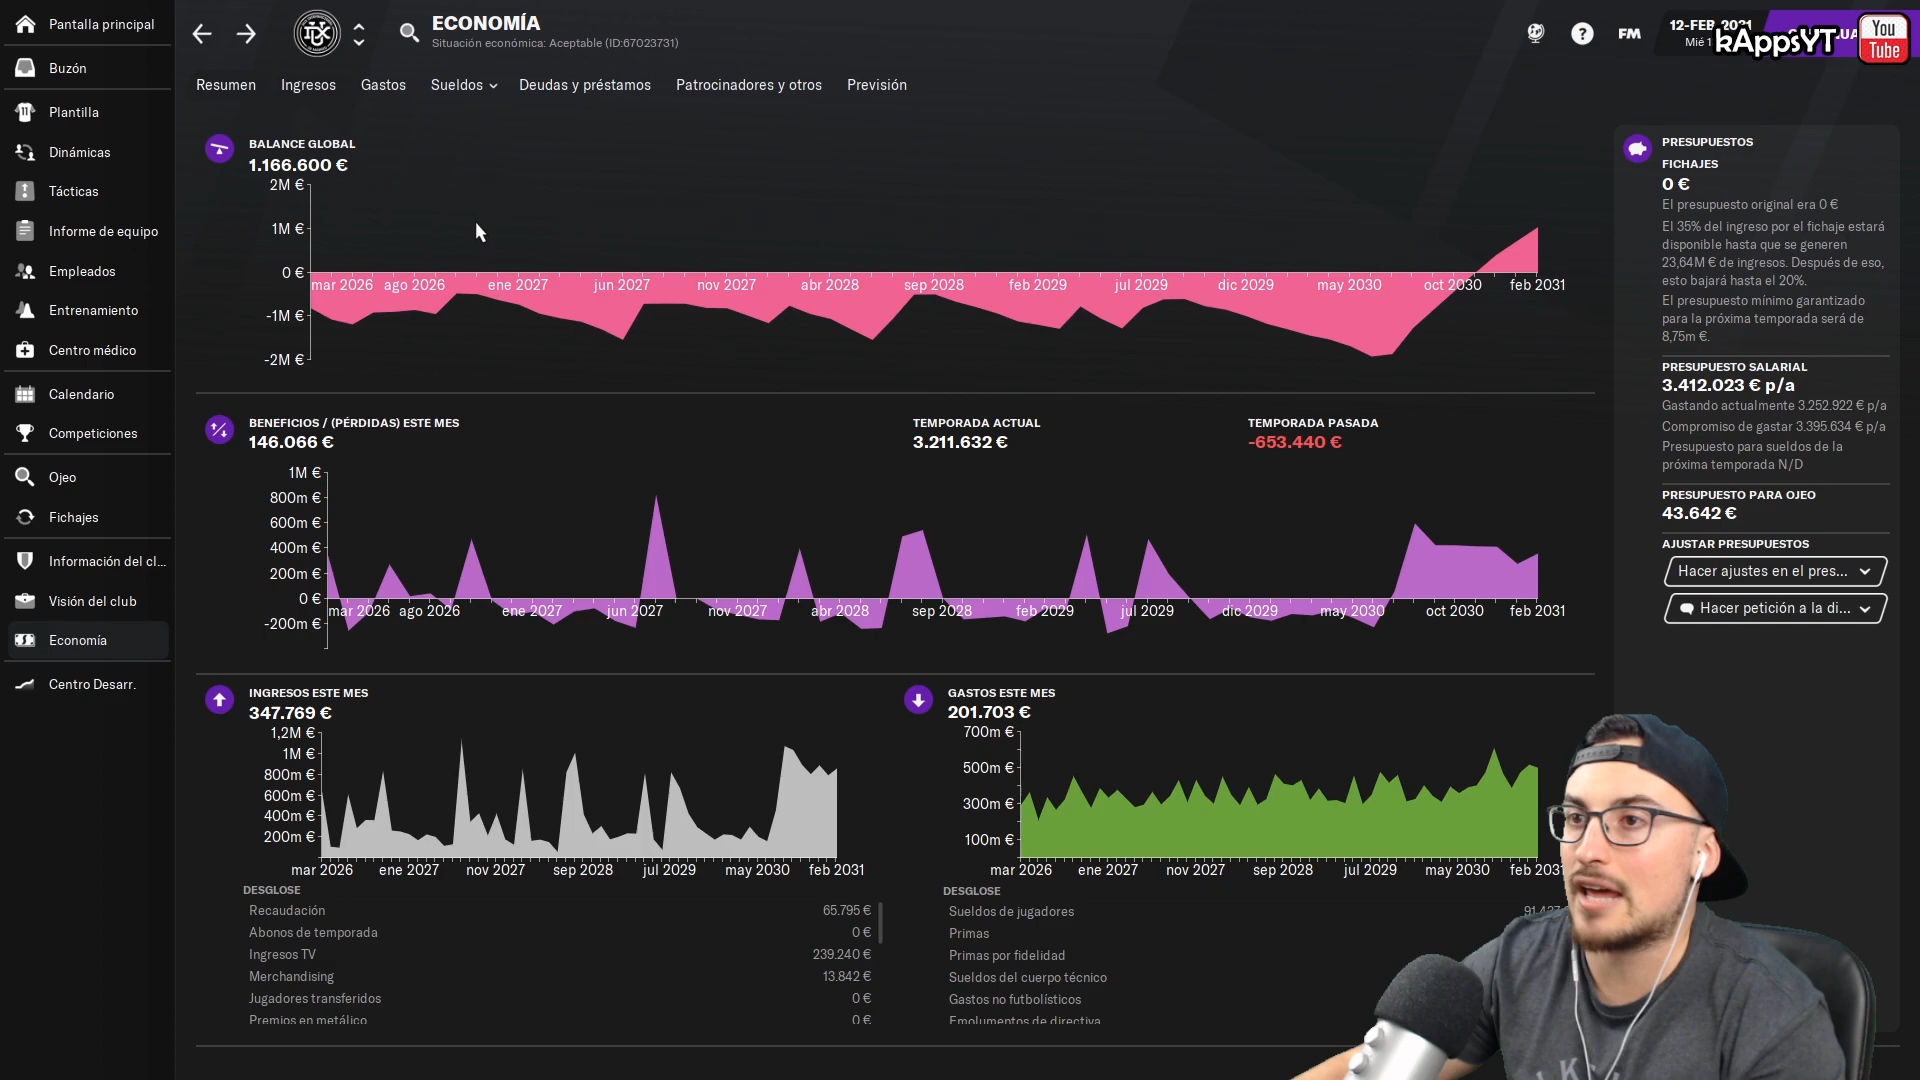 Pantalla principal
Buzón
Plantilla
Dinámicas
Tácticas
Informe de equipo
Empleados
Entrenamiento
Centro médico
Calendario
Competiciones
Ojeo
Fichajes
Información del cl...
Visión del club
Economía
Centro Desarr.
ECONOMÍA
Situación económica: Aceptable (ID:67023731)
FM
12-FEB 2031
Mié
kAppsYT
You
Tube
Resumen
Ingresos
Gastos
Sueldos
Deudas y préstamos
Patrocinadores y otros
Previsión
BALANCE GLOBAL
1.166.600 €
2M €
1M €
0 €
-1M €
-2M €
mar 2026
ago 2026
ene 2027
jun 2027
nov 2027
abr 2028
sep 2028
feb 2029
jul 2029
dic 2029
may 2030
oct 2030
feb 2031
BENEFICIOS / (PÉRDIDAS) ESTE MES
146.066 €
TEMPORADA ACTUAL
3.211.632 €
TEMPORADA PASADA
-653.440 €
1M €
800m €
600m €
400m €
200m €
0 €
-200m €
mar 2026
ago 2026
ene 2027
jun 2027
nov 2027
abr 2028
sep 2028
feb 2029
jul 2029
dic 2029
may 2030
oct 2030
feb 2031
INGRESOS ESTE MES
347.769 €
1,2M €
1M €
800m €
600m €
400m €
200m €
mar 2026
ene 2027
nov 2027
sep 2028
jul 2029
may 2030
feb 2031
DESGLOSE
Recaudación 65.795 €
Abonos de temporada 0 €
Ingresos TV 239.240 €
Merchandising 13.842 €
Jugadores transferidos 0 €
Premios en metálico 0 €
GASTOS ESTE MES
201.703 €
700m €
500m €
300m €
100m €
mar 2026
ene 2027
nov 2027
sep 2028
jul 2029
may 2030
feb 2031
DESGLOSE
Sueldos de jugadores
Primas
Primas por fidelidad
Sueldos del cuerpo técnico
Gastos no futbolísticos
Emolumentos de directiva
PRESUPUESTOS
FICHAJES
0 €
El presupuesto original era 0 €
El 35% del ingreso por el fichaje estará
disponible hasta que se generen
23,64M € de ingresos. Después de eso,
esto bajará hasta el 20%.
El presupuesto mínimo garantizado
para la próxima temporada será de
8,75m €.
PRESUPUESTO SALARIAL
3.412.023 € p/a
Gastando actualmente 3.252.922 € p/a
Compromiso de gastar 3.395.634 € p/a
Presupuesto para sueldos de la
próxima temporada N/D
PRESUPUESTO PARA OJEO
43.642 €
AJUSTAR PRESUPUESTOS
Hacer ajustes en el pres...
Hacer petición a la di...